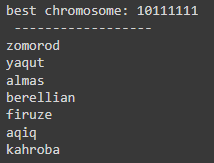 best chromosome: 10111111
------------------
zomorod
yaqut
almas
berellian
firuze
aqiq
kahroba